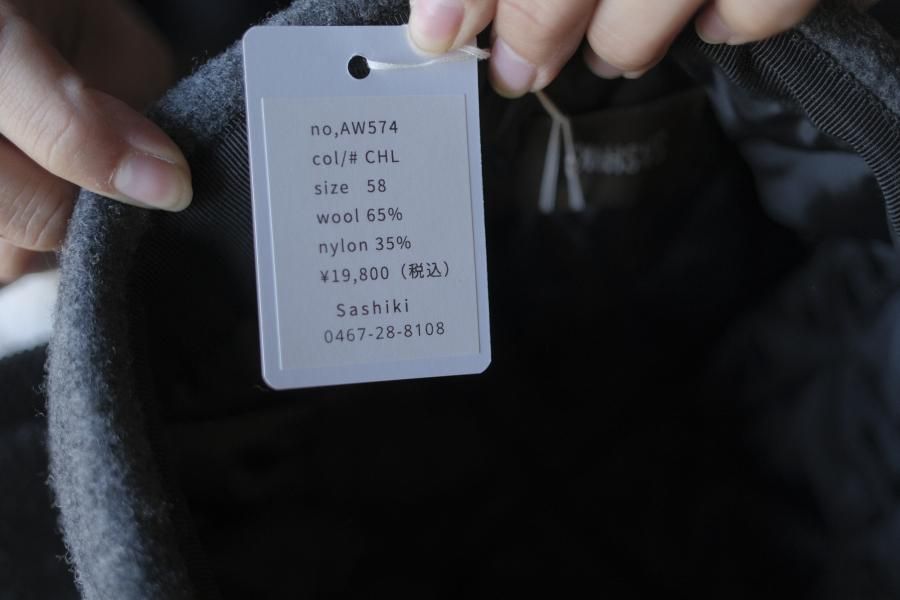 no,AW574
col/# CHL
size 58
wool 65%
nylon 35%
¥19,800（税込）
Sashiki
0467-28-8108